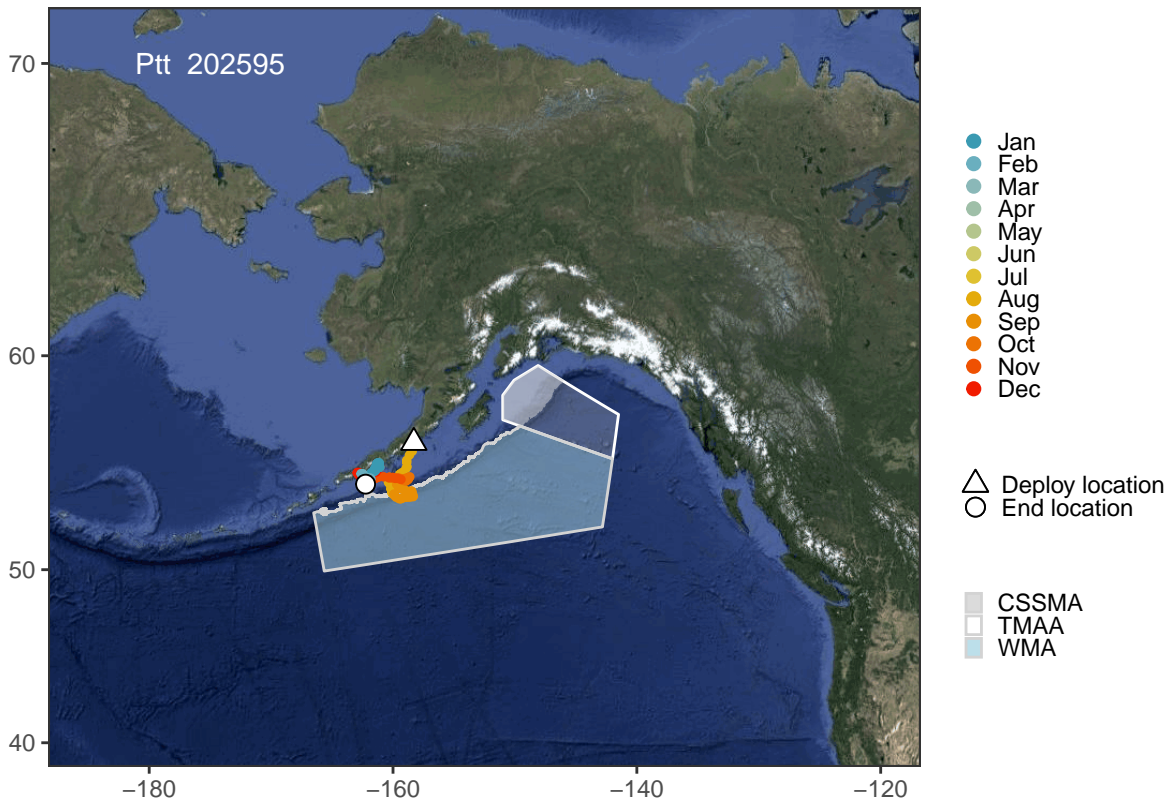 Ptt 202595
70
60
50
40
−180
−160
−140
−120
Jan
Feb
Mar
Apr
May
Jun
Jul
Aug
Sep
Oct
Nov
Dec
Deploy location
End location
CSSMA
TMAA
WMA